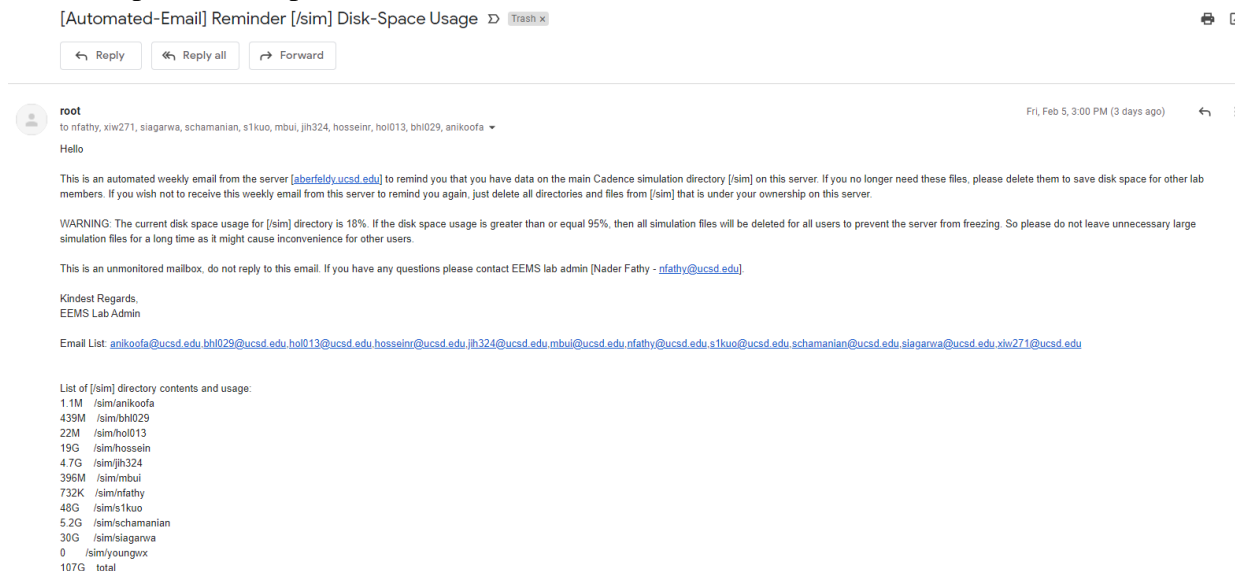 [Automated-Email] Reminder [/sim] Disk-Space Usage Trash x
Reply Reply all Forward
root Fri, Feb 5, 3:00 PM (3 days ago)
to nfathy, xiw271, siagarwa, schamanian, s1kuo, mbui, jih324, hosseinr, hol013, bhl029, anikoofa
Hello
This is an automated weekly email from the server [aberfeldy.ucsd.edu] to remind you that you have data on the main Cadence simulation directory [/sim] on this server. If you no longer need these files, please delete them to save disk space for other lab
members. If you wish not to receive this weekly email from this server to remind you again, just delete all directories and files from [/sim] that is under your ownership on this server.
WARNING: The current disk space usage for [/sim] directory is 18%. If the disk space usage is greater than or equal 95%, then all simulation files will be deleted for all users to prevent the server from freezing. So please do not leave unnecessary large
simulation files for a long time as it might cause inconvenience for other users.
This is an unmonitored mailbox, do not reply to this email. If you have any questions please contact EEMS lab admin [Nader Fathy - nfathy@ucsd.edu].
Kindest Regards,
EEMS Lab Admin
Email List: anikoofa@ucsd.edu,bhl029@ucsd.edu,hol013@ucsd.edu,hosseinr@ucsd.edu,jih324@ucsd.edu,mbui@ucsd.edu,nfathy@ucsd.edu,s1kuo@ucsd.edu,schamanian@ucsd.edu,siagarwa@ucsd.edu,xiw271@ucsd.edu
List of [/sim] directory contents and usage:
1.1M /sim/anikoofa
439M /sim/bhl029
22M /sim/hol013
19G /sim/hossein
4.7G /sim/jih324
396M /sim/mbui
732K /sim/nfathy
48G /sim/s1kuo
5.2G /sim/schamanian
30G /sim/siagarwa
0 /sim/youngwx
107G total